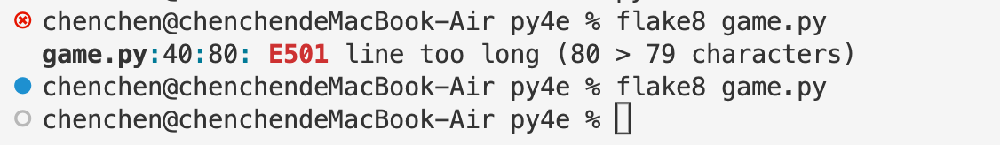 chenchen@chenchendeMacBook-Air py4e % flake8 game.py
game.py:40:80: E501 line too long (80 > 79 characters)
chenchen@chenchendeMacBook-Air py4e % flake8 game.py
chenchen@chenchendeMacBook-Air py4e %